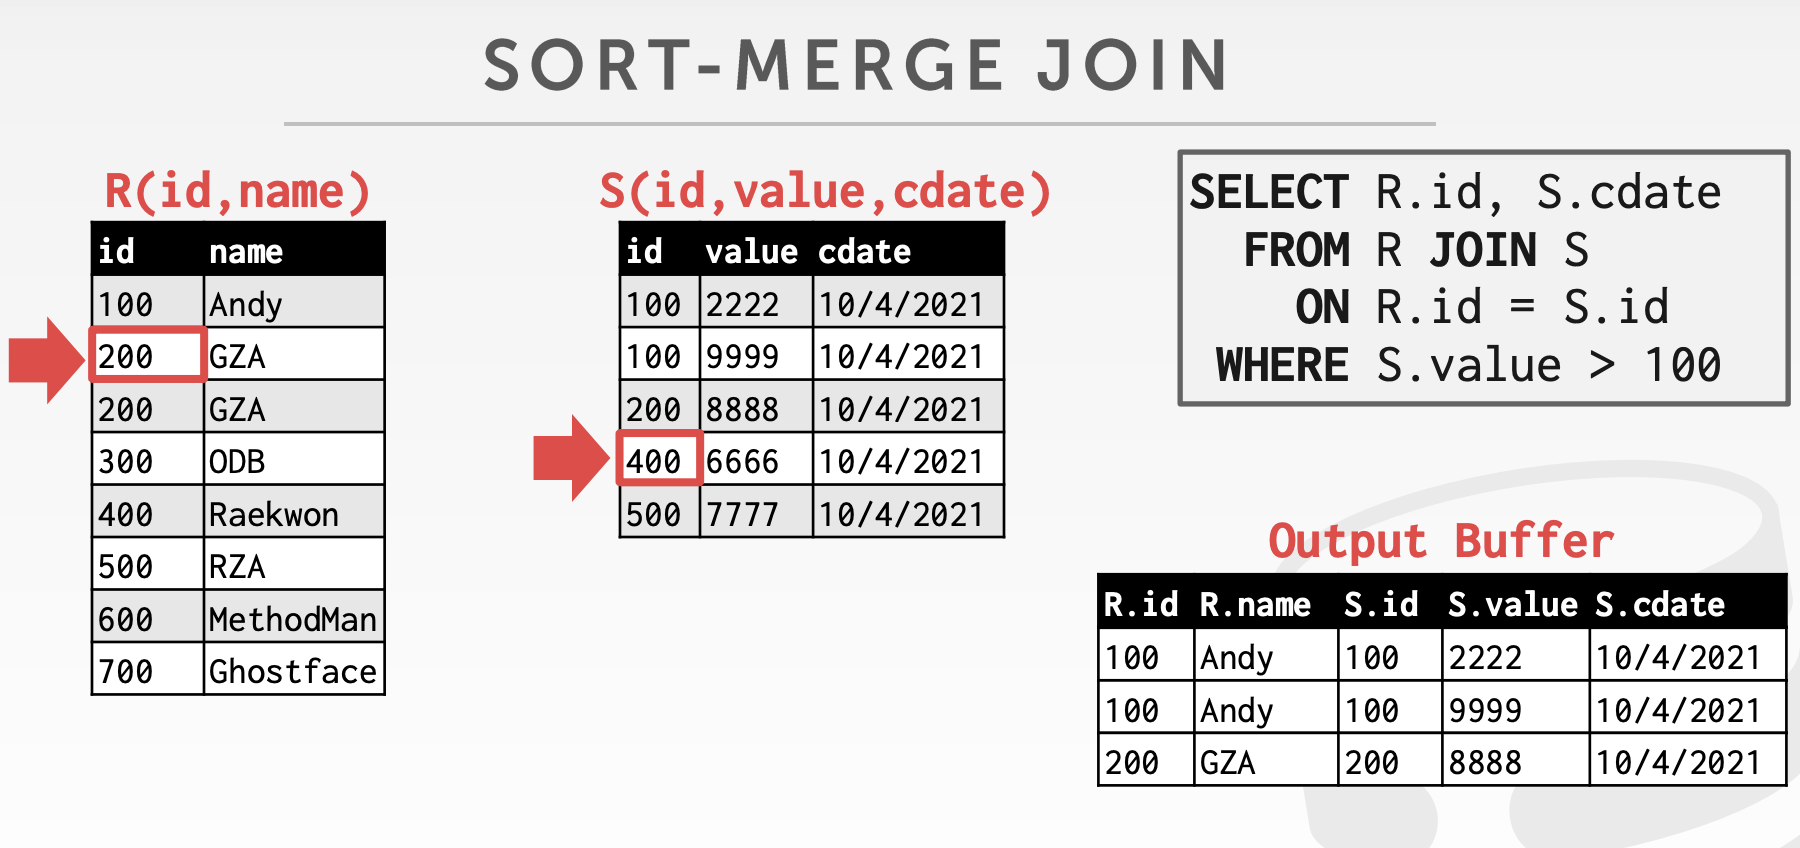 SORT-MERGE JOIN
R(id,name)
id name
100 Andy
200 GZA
200 GZA
300 ODB
400 Raekwon
500 RZA
600 MethodMan
700 Ghostface
S(id,value,cdate)
id value cdate
100 2222 10/4/2021
100 9999 10/4/2021
200 8888 10/4/2021
400 6666 10/4/2021
500 7777 10/4/2021
SELECT R.id, S.cdate
FROM R JOIN S
ON R.id = S.id
WHERE S.value > 100
Output Buffer
R.id R.name S.id S.value S.cdate
100 Andy 100 2222 10/4/2021
100 Andy 100 9999 10/4/2021
200 GZA 200 8888 10/4/2021